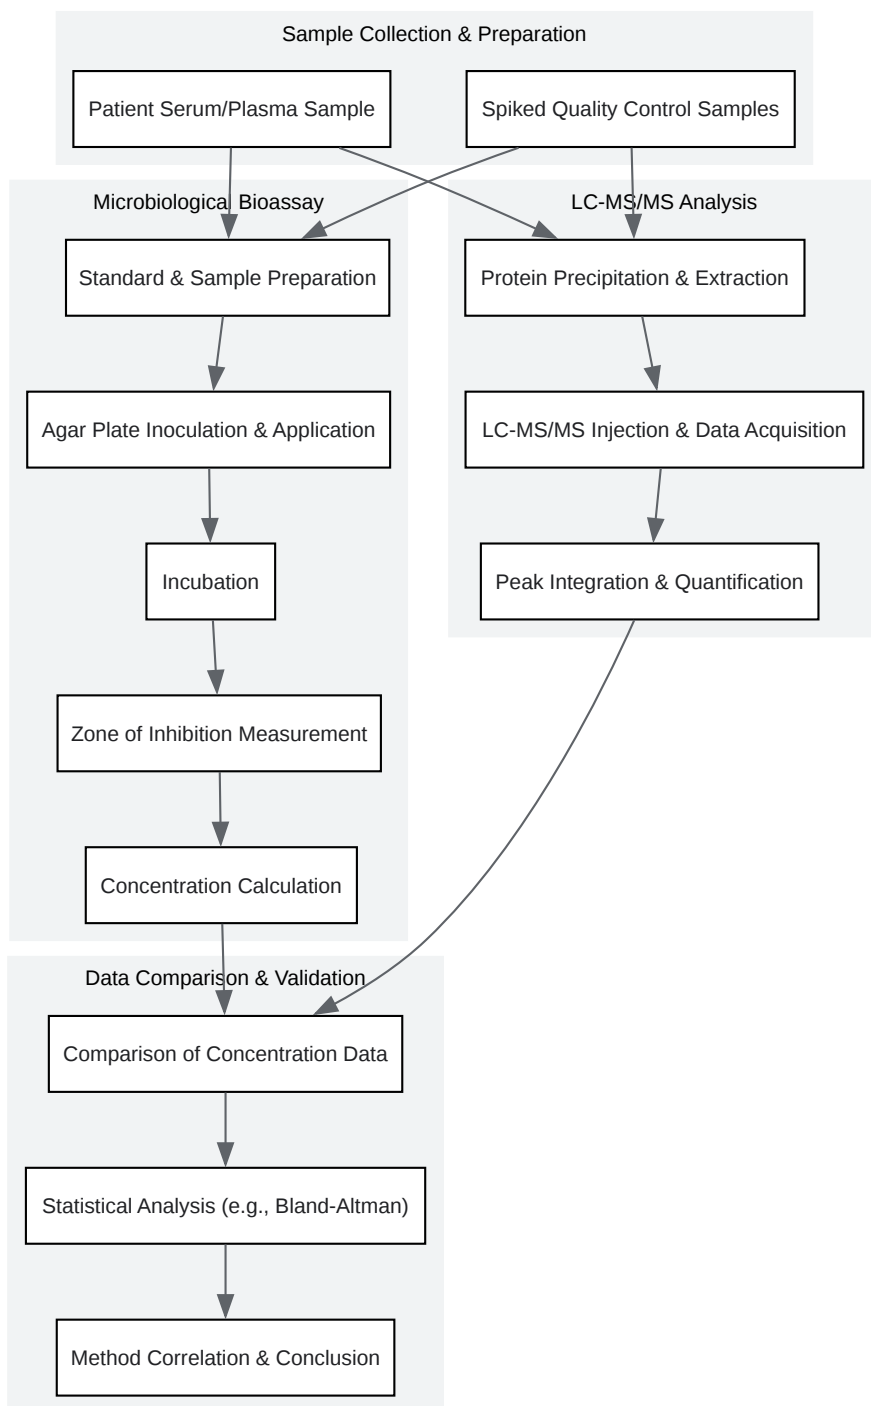 Sample Collection & Preparation
Patient Serum/Plasma Sample
Spiked Quality Control Samples
Microbiological Bioassay
LC-MS/MS Analysis
Standard & Sample Preparation
Protein Precipitation & Extraction
Agar Plate Inoculation & Application
LC-MS/MS Injection & Data Acquisition
Incubation
Peak Integration & Quantification
Zone of Inhibition Measurement
Concentration Calculation
Data Comparison & Validation
Comparison of Concentration Data
Statistical Analysis (e.g., Bland-Altman)
Method Correlation & Conclusion